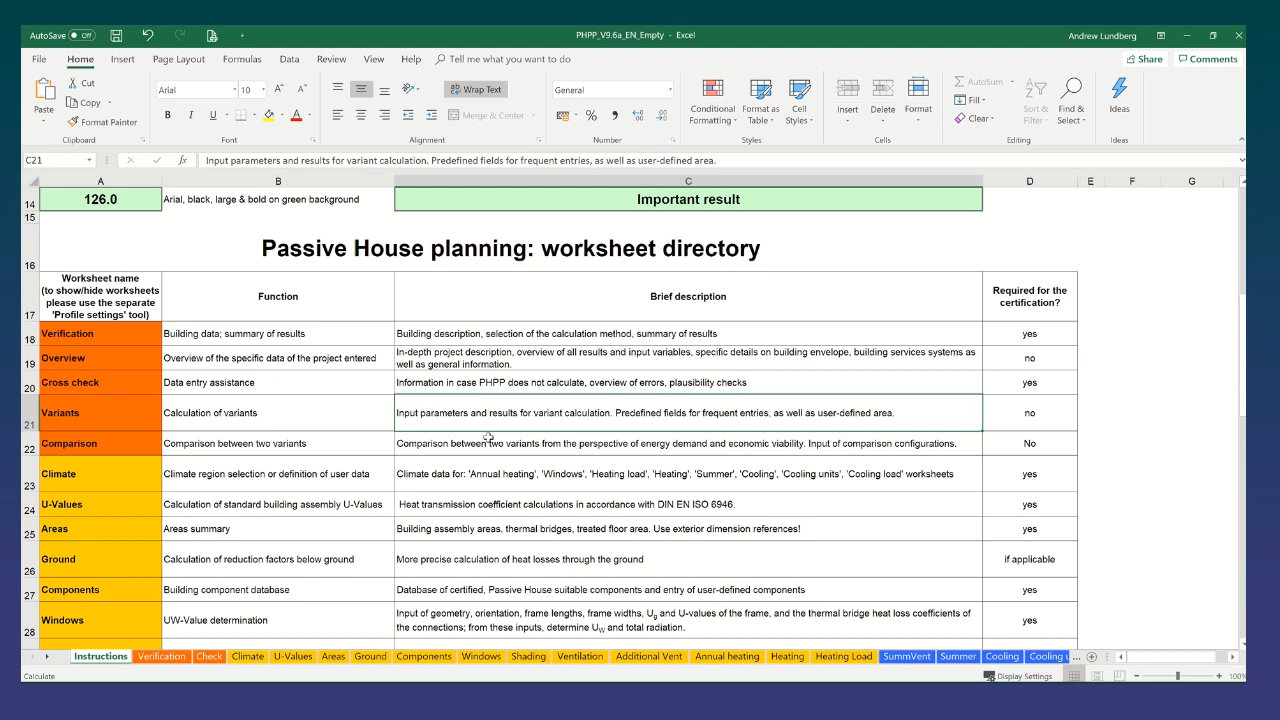 AutoSave Off PHPP_V9.6a_EN_Empty - Excel Andrew Lundberg
File Home Insert Page Layout Formulas Data Review View Help Tell me what you want to do Share Comments
Paste Cut Copy Format Painter Clipboard
Arial 10 A A B I U A Font
Wrap Text Merge & Center Alignment
General % Number
Conditional Formatting Format as Table Cell Styles Styles
Insert Delete Format Cells
AutoSum Fill Clear Sort & Filter Find & Select Editing
Ideas Ideas
C21 fx Input parameters and results for variant calculation. Predefined fields for frequent entries, as well as user-defined area.
A B C D E F G
14 126.0 Arial, black, large & bold on green background Important result
15
16 Passive House planning: worksheet directory
Worksheet name
(to show/hide worksheets
please use the separate
'Profile settings' tool)
Function
Brief description
Required for the
certification?
17
18 Verification Building data; summary of results Building description, selection of the calculation method, summary of results yes
19 Overview Overview of the specific data of the project entered In-depth project description, overview of all results and input variables, specific details on building envelope, building services systems as
well as general information. no
20 Cross check Data entry assistance Information in case PHPP does not calculate, overview of errors, plausibility checks yes
21 Variants Calculation of variants Input parameters and results for variant calculation. Predefined fields for frequent entries, as well as user-defined area. no
22 Comparison Comparison between two variants Comparison between two variants from the perspective of energy demand and economic viability. Input of comparison configurations. No
23 Climate Climate region selection or definition of user data Climate data for: 'Annual heating', 'Windows', 'Heating load', 'Heating', 'Summer', 'Cooling', 'Cooling units', 'Cooling load' worksheets yes
24 U-Values Calculation of standard building assembly U-Values Heat transmission coefficient calculations in accordance with DIN EN ISO 6946. yes
25 Areas Areas summary Building assembly areas, thermal bridges, treated floor area. Use exterior dimension references! yes
26 Ground Calculation of reduction factors below ground More precise calculation of heat losses through the ground if applicable
27 Components Building component database Database of certified, Passive House suitable components and entry of user-defined components yes
28 Windows UW-Value determination Input of geometry, orientation, frame lengths, frame widths, Ug and U-values of the frame, and the thermal bridge heat loss coefficients of
the connections; from these inputs, determine UW and total radiation. yes
Instructions Verification Check Climate U-Values Areas Ground Components Windows Shading Ventilation Additional Vent Annual heating Heating Heating Load SummVent Summer Cooling Cooling ...
Calculate Display Settings 100%